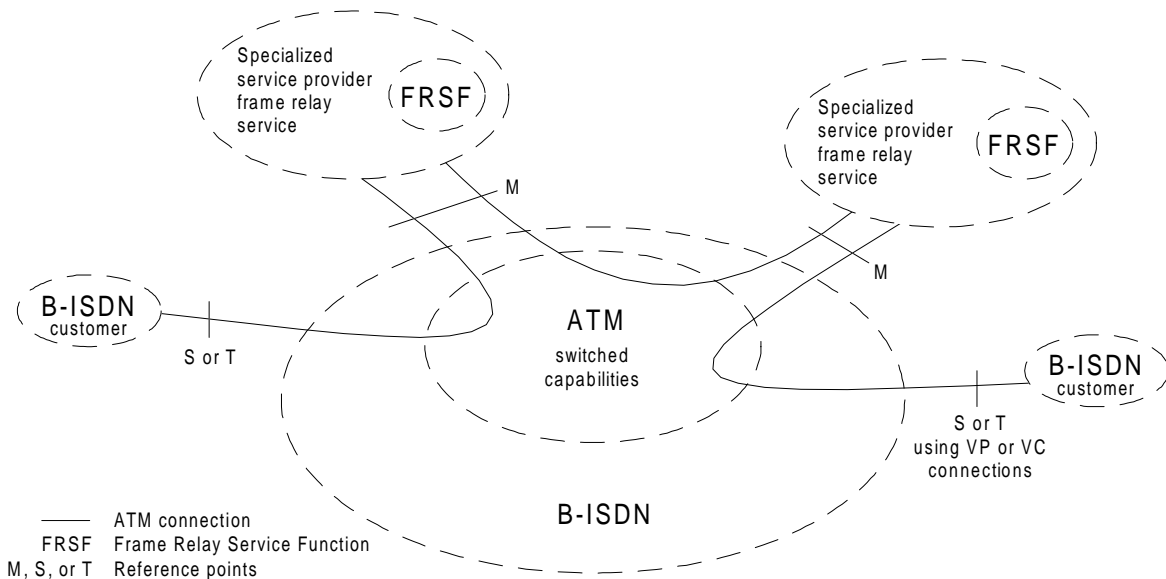 Specialized
service provider
frame relay
service
FRSF
Specialized
service provider
frame relay
service
FRSF
M
M
B-ISDN
customer
S or T
ATM
switched
capabilities
B-ISDN
customer
S or T
using VP or VC
connections
B-ISDN
ATM connection
FRSF Frame Relay Service Function
M, S, or T Reference points